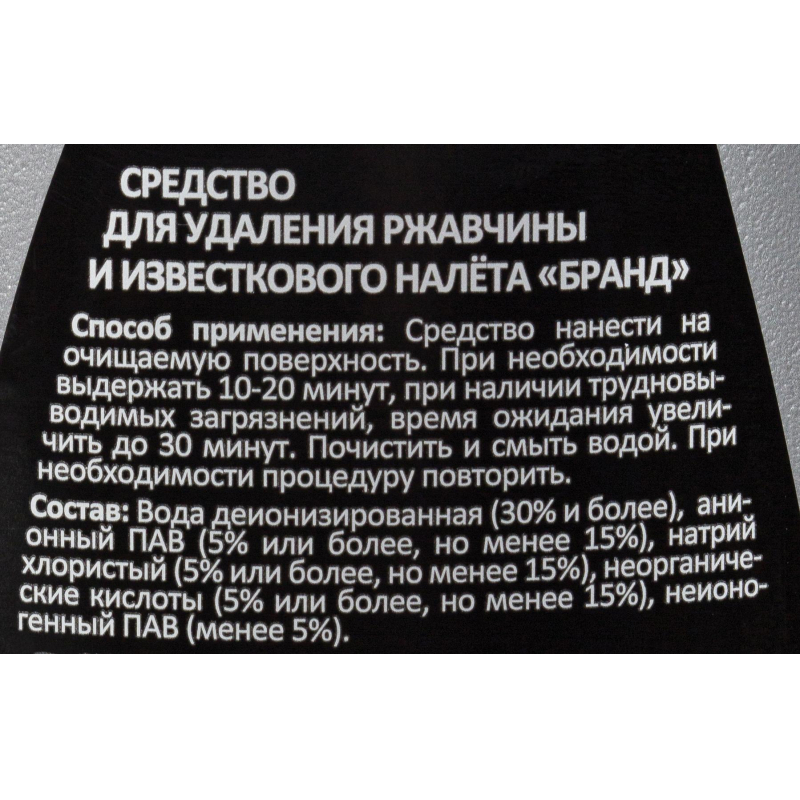 СРЕДСТВО
ДЛЯ УДАЛЕНИЯ РЖАВЧИНЫ
И ИЗВЕСТКОВОГО НАЛЁТА «БРАНД»
Способ применения: Средство нанести на
очищаемую поверхность. При необходимости
выдержать 10-20 минут, при наличии трудновы-
водимых загрязнений, время ожидания увели-
чить до 30 минут. Почистить и смыть водой. При
необходимости процедуру повторить.
Состав: Вода деионизированная (30% и более), ани-
онный ПАВ (5% или более, но менее 15%), натрий
хлористый (5% или более, но менее 15%), неорганиче-
ские кислоты (5% или более, но менее 15%), неионо-
генный ПАВ (менее 5%).